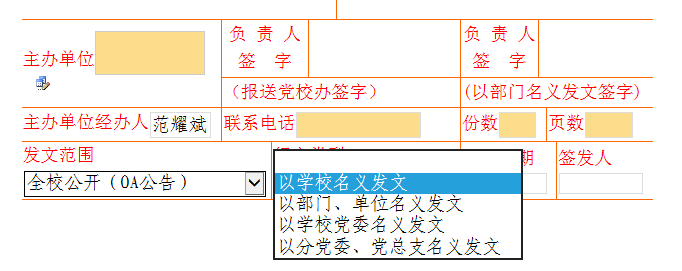 主办单位
负 责 人
签 字
负 责 人
签 字
(报送党校办签字)
(以部门名义发文签字)
主办单位经办人 范耀斌 联系电话 份数 页数
发文范围 期 签发人
全校公开(OA公告)
以学校名义发文
以部门、单位名义发文
以学校党委名义发文
以分党委、党总支名义发文